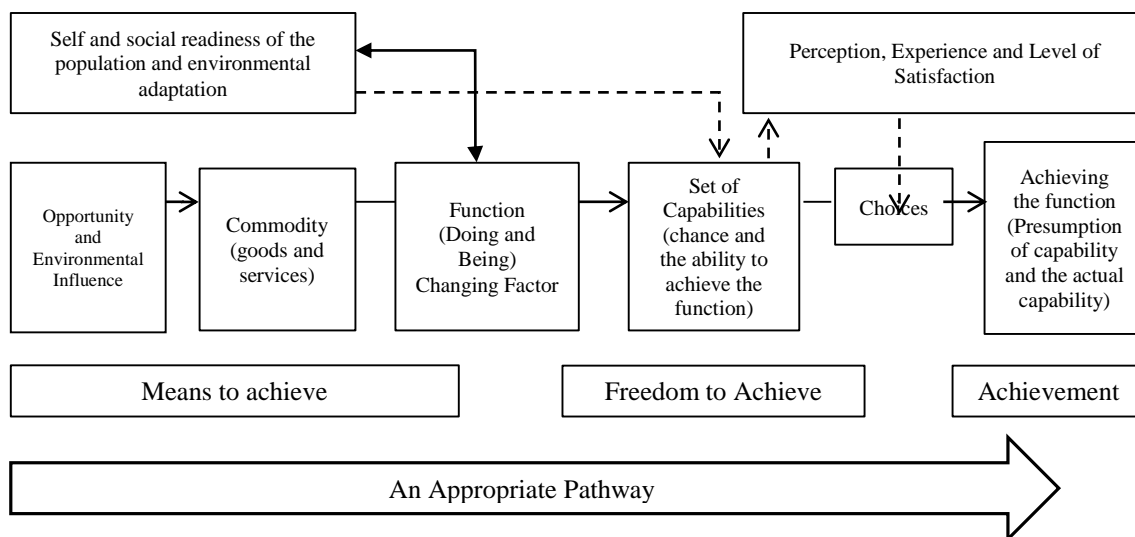 Self and social readiness of the
population and environmental
adaptation
Perception, Experience and Level of
Satisfaction
Opportunity
and
Environmental
Influence
Commodity
(goods and
services)
Function
(Doing and
Being)
Changing Factor
Set of
Capabilities
(chance and
the ability to
achieve the
function)
Choices
Achieving
the function
(Presumption
of capability
and the actual
capability)
Means to achieve
Freedom to Achieve
Achievement
An Appropriate Pathway